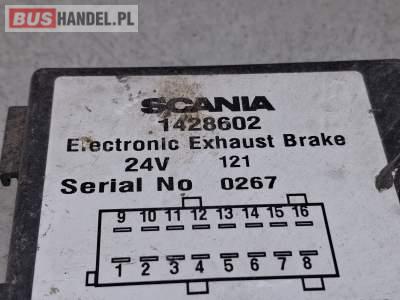 BUSHANDEL.PL
SCANIA
1428602
Electronic Exhaust Brake
24V 121
Serial No 0267
9 10 11 12 13 14 15 16
1 2 3 4 5 6 7 8